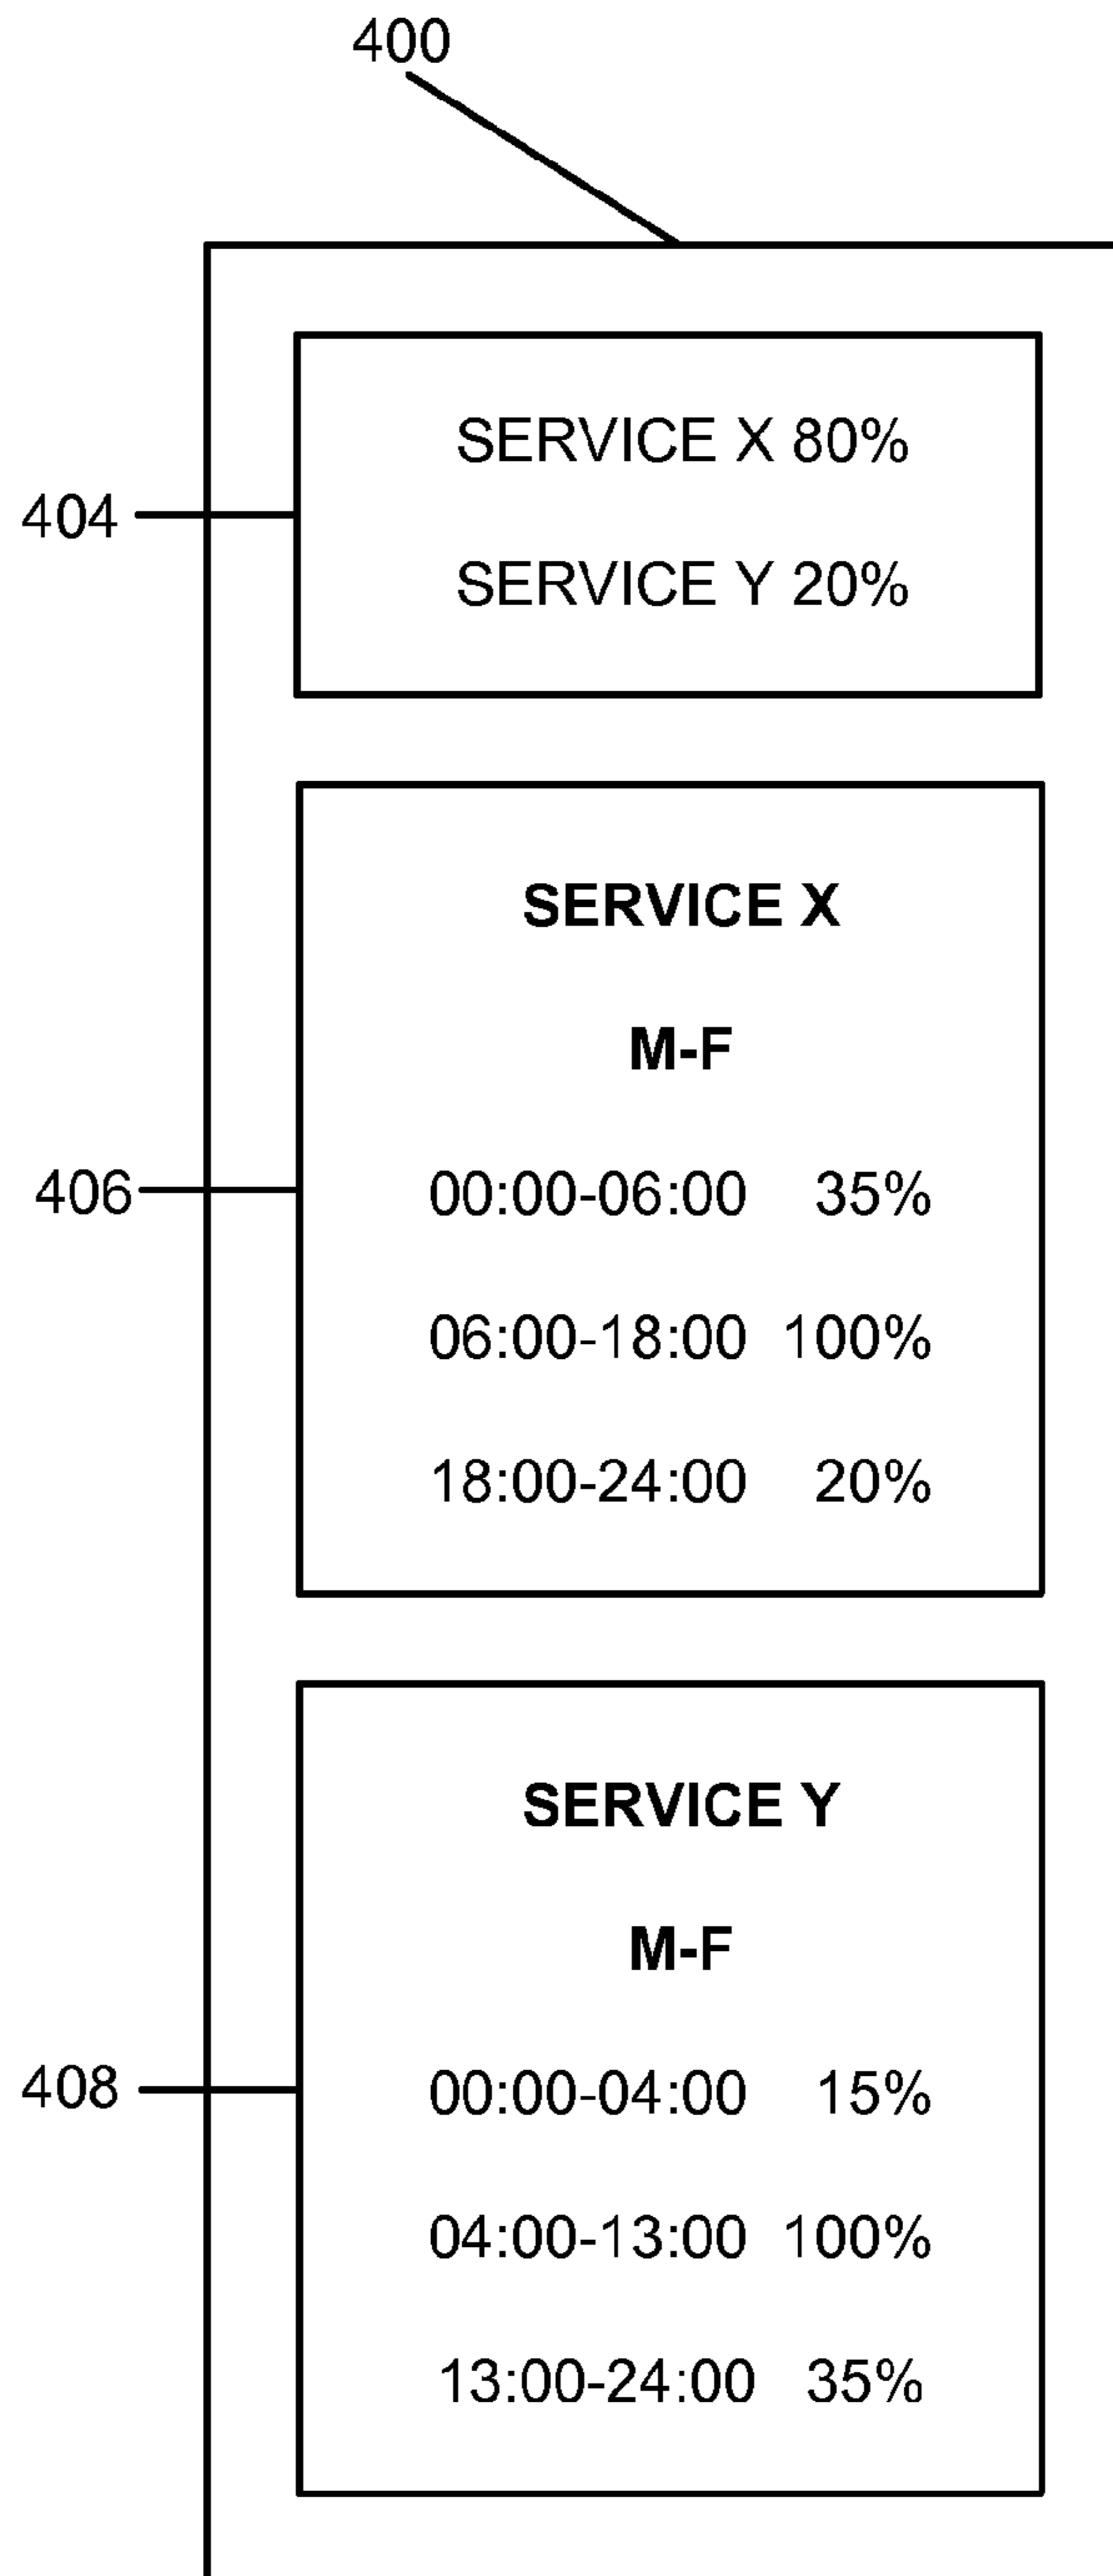 400
SERVICE X 80%
404
SERVICE Y 20%
SERVICE X
M-F
406
00:00-06:00 35%
06:00-18:00 100%
18:00-24:00 20%
SERVICE Y
M-F
408
00:00-04:00 15%
04:00-13:00 100%
13:00-24:00 35%